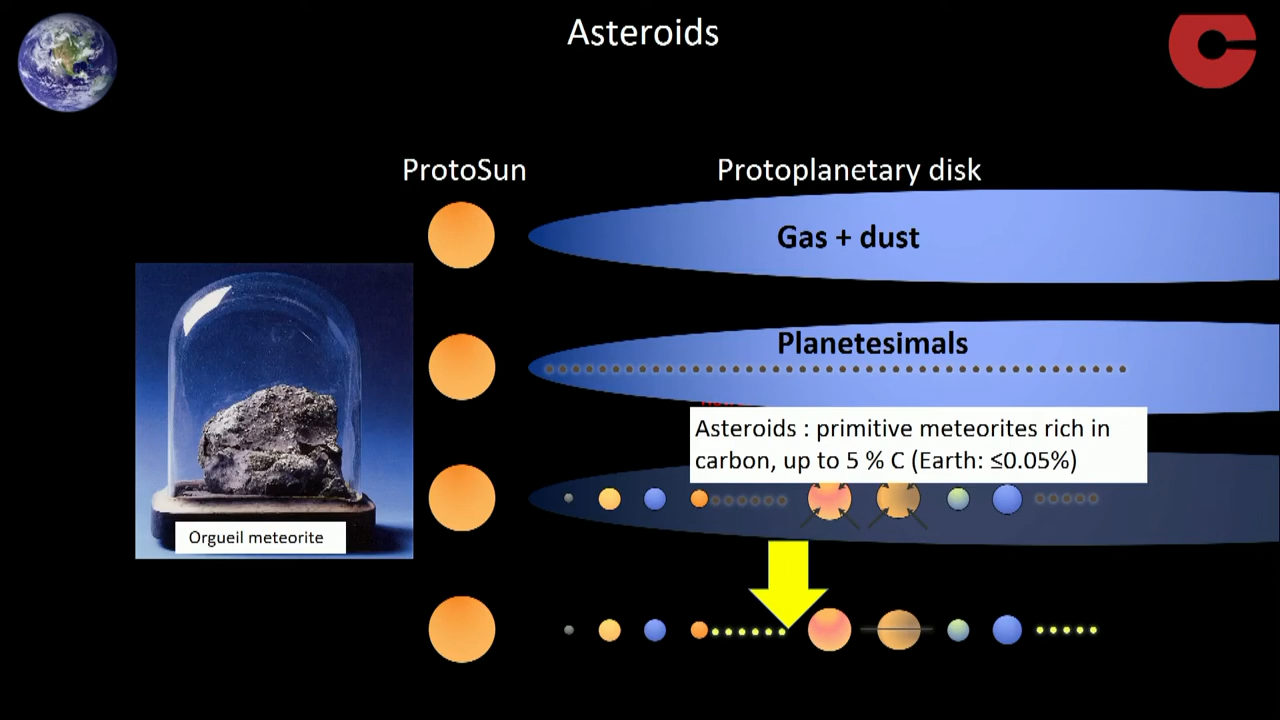 Asteroids
ProtoSun
Protoplanetary disk
Gas + dust
Planetesimals
Asteroids : primitive meteorites rich in
carbon, up to 5 % C (Earth: ≤0.05%)
Orgueil meteorite